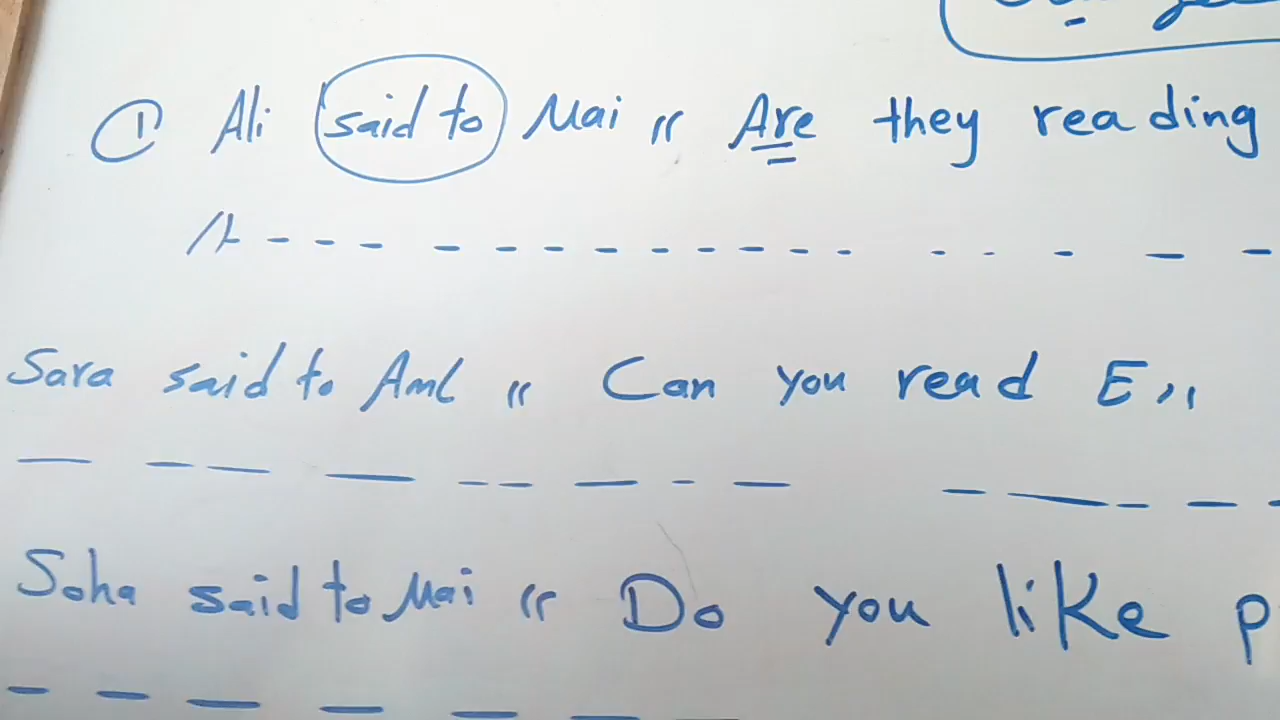 ① Ali said to Mai " Are they reading
Sara said to Aml " Can you read E "
Soha said to Mai " Do you like p